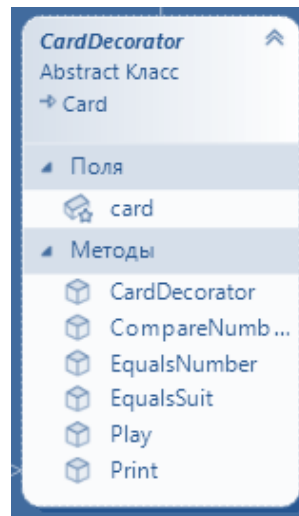 CardDecorator
Abstract Класс
Card
Поля
card
Методы
CardDecorator
CompareNumb...
EqualsNumber
EqualsSuit
Play
Print